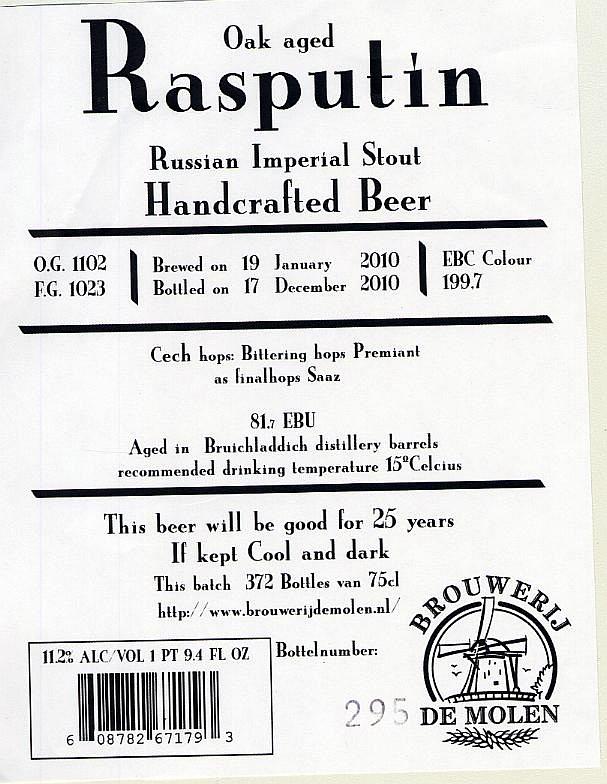 Oak aged
Rasputin
Russian Imperial Stout
Handcrafted Beer
O.G. 1102
F.G. 1023
Brewed on 19 January 2010
Bottled on 17 December 2010
EBC Colour
199.7
Cech hops: Bittering hops Premiant
as finalhops Saaz
81.7 EBU
Aged in Bruichladdich distillery barrels
recommended drinking temperature 15ºCelcius
This beer will be good for 25 years
If kept Cool and dark
This batch 372 Bottles van 75cl
http://www.brouwerijdemolen.nl/
11.2% ALC/VOL 1 PT 9.4 FL OZ
6 08782 67179 3
Bottelnumber:
295
BROUWERIJ
DE MOLEN